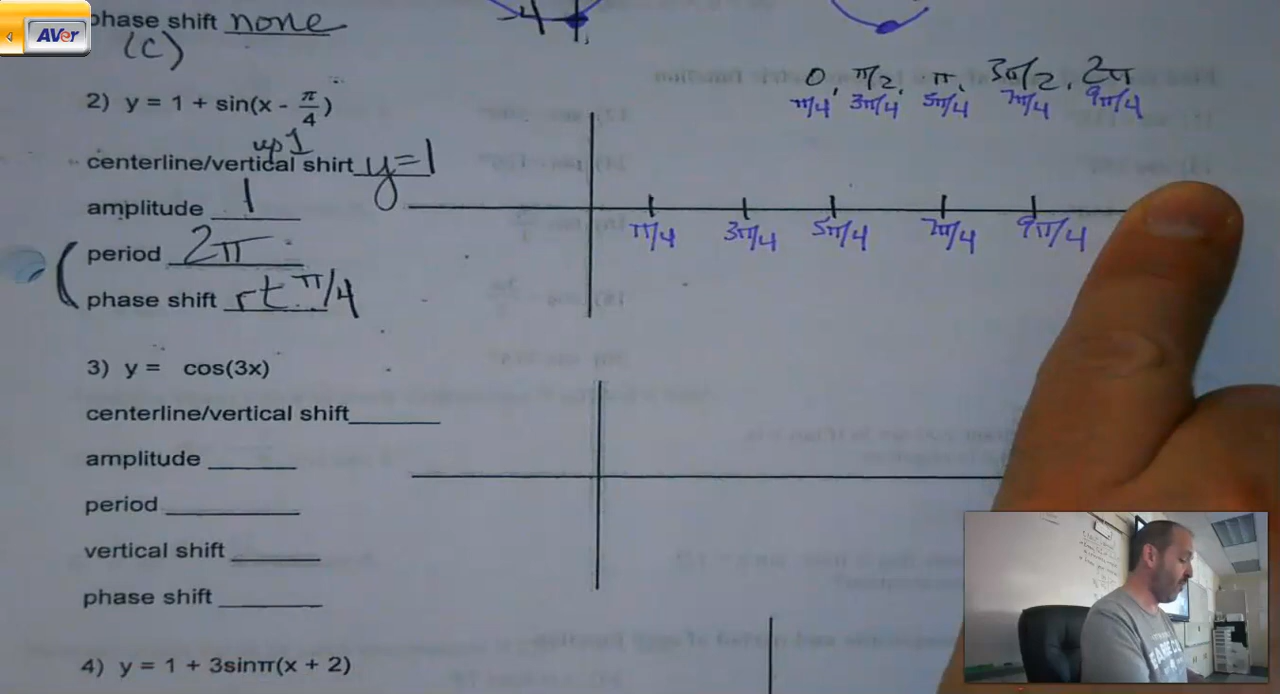 AVer
phase shift none
(C)
-4
0, π/2, π, 3π/2, 2π
π/4 3π/4 5π/4 7π/4 9π/4
2) y = 1 + sin(x - π/4)
up 1
centerline/vertical shirt y=1
amplitude 1
period 2π
phase shift rt π/4
π/4 3π/4 5π/4 7π/4 9π/4
3) y = cos(3x)
centerline/vertical shift
amplitude
period
vertical shift
phase shift
4) y = 1 + 3sinπ(x + 2)